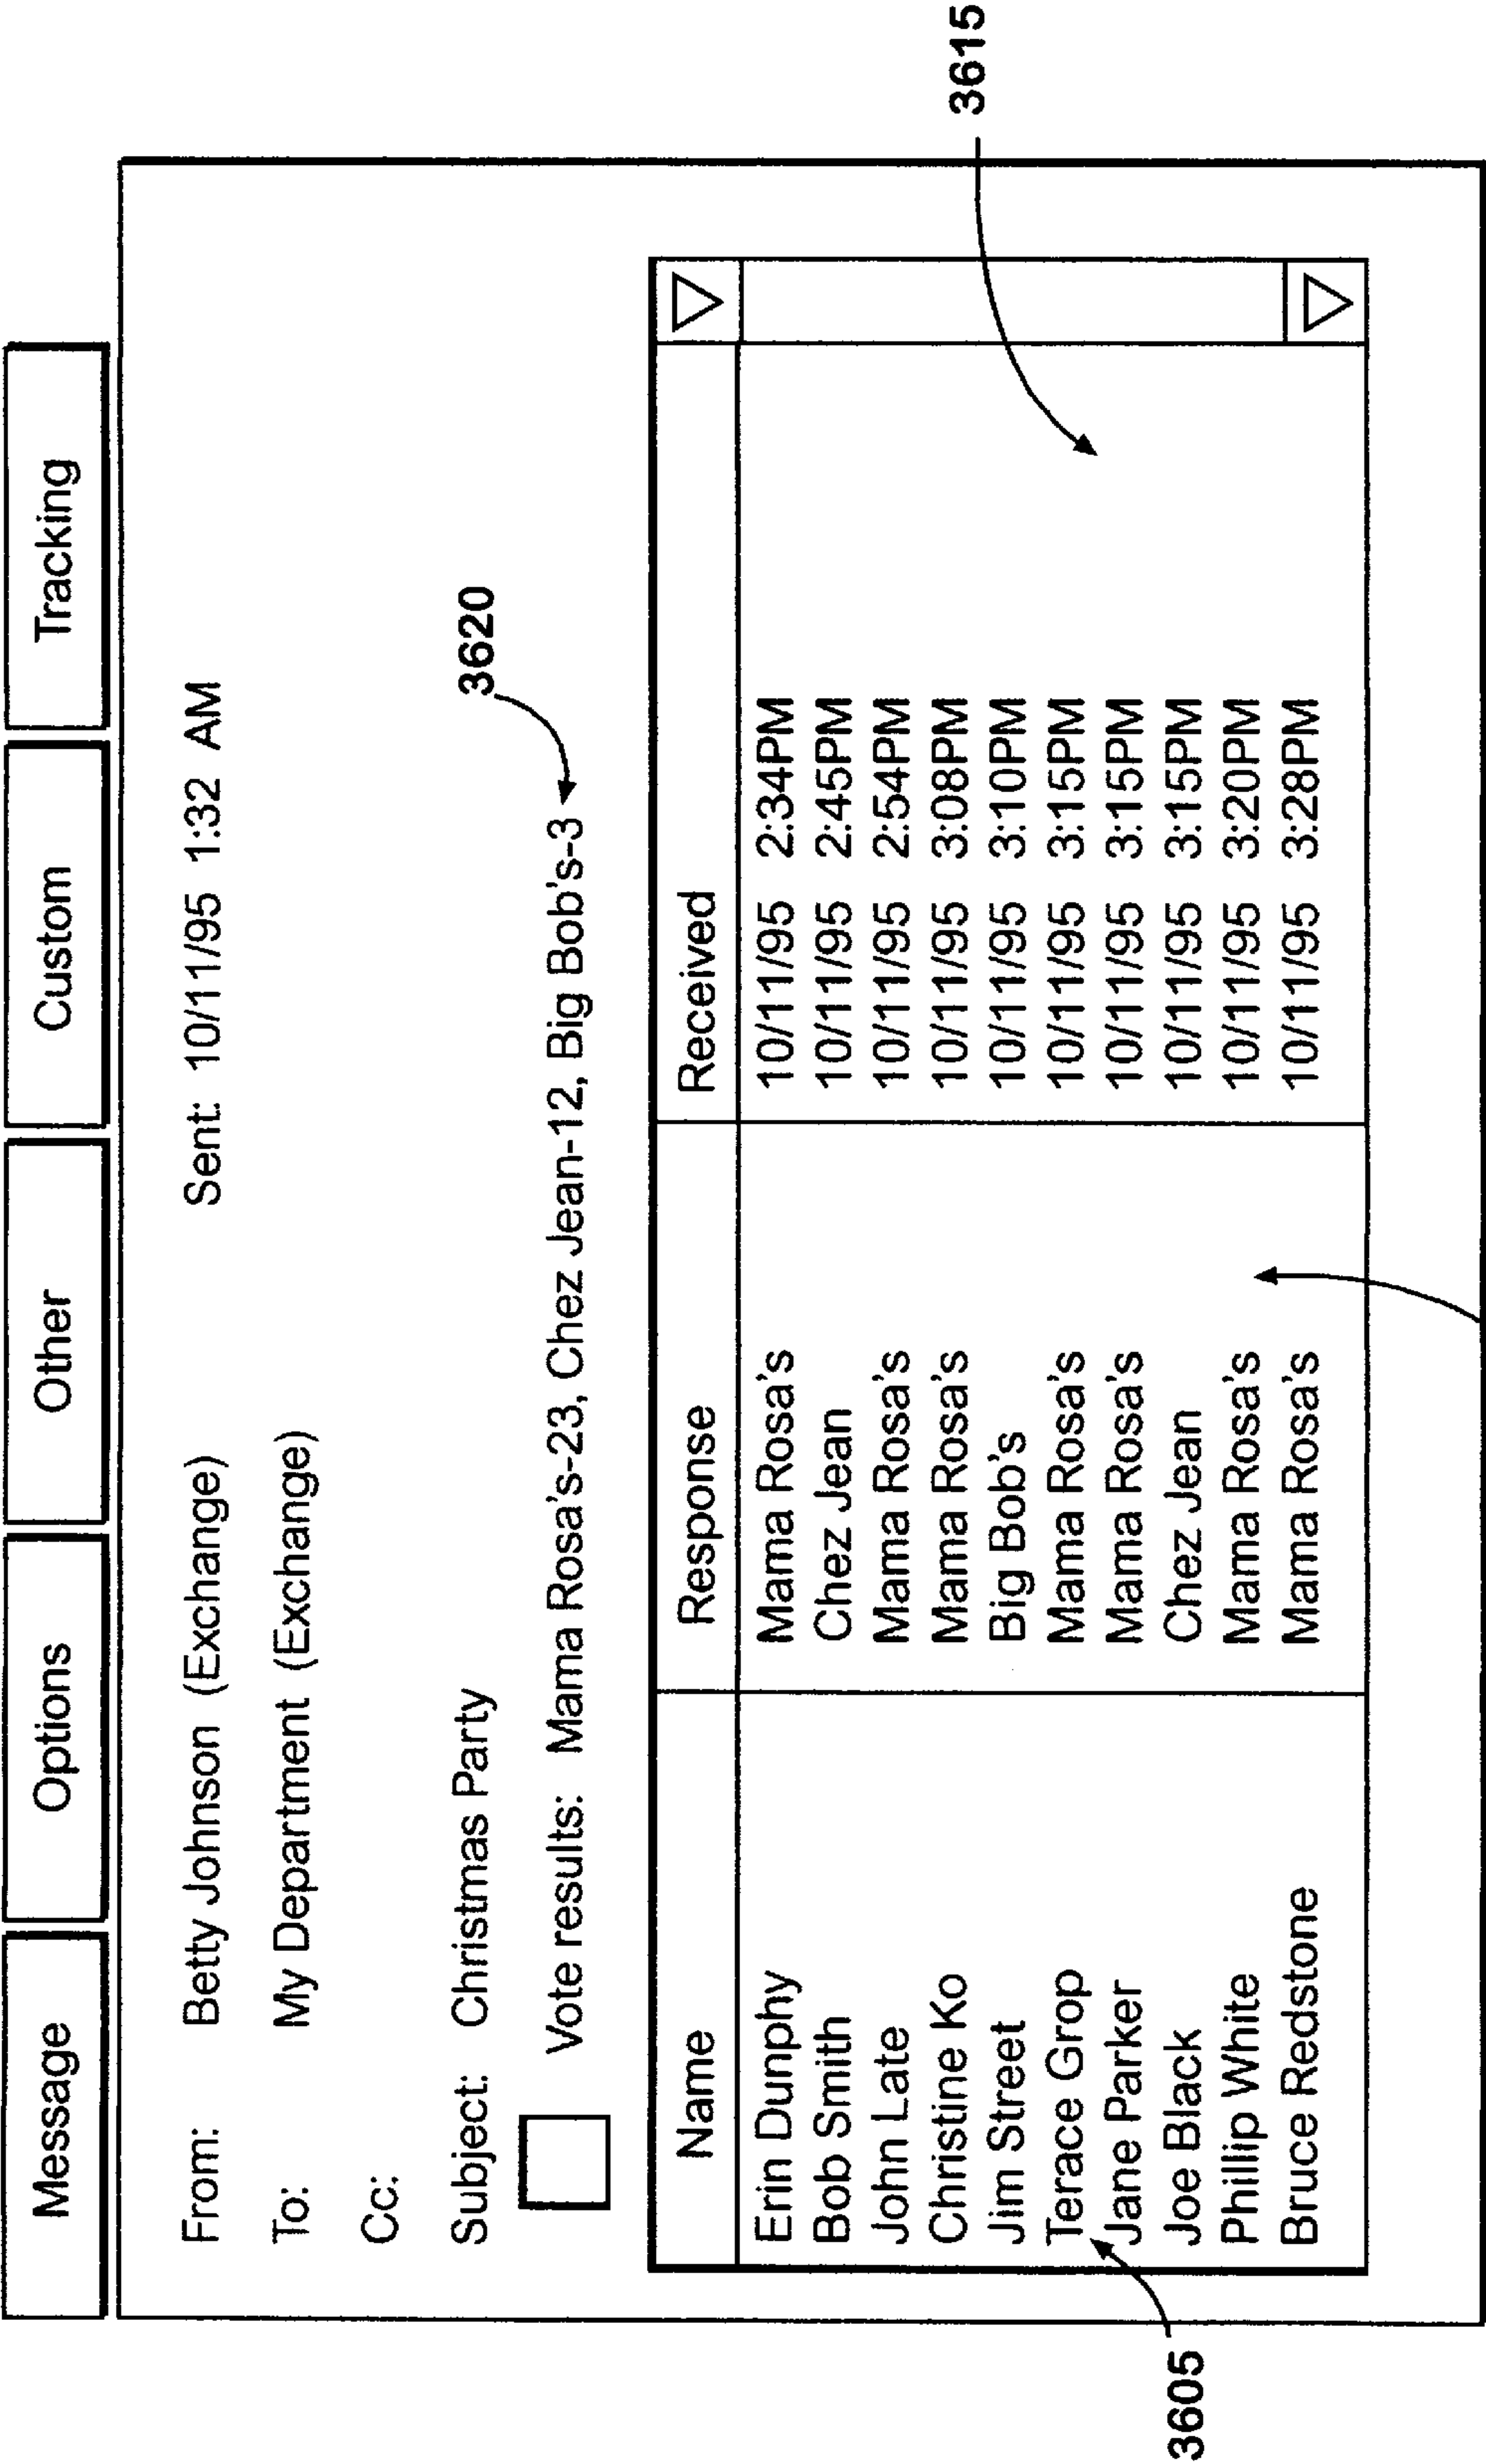 Message Options Other Custom Tracking
From: Betty Johnson (Exchange) Sent: 10/11/95 1:32 AM
To: My Department (Exchange)
Cc:
Subject: Christmas Party
3620
Vote results: Mama Rosa's-23, Chez Jean-12, Big Bob's-3
Name Response Received
Erin Dunphy Mama Rosa's 10/11/95 2:34PM
Bob Smith Chez Jean 10/11/95 2:45PM
John Late Mama Rosa's 10/11/95 2:54PM
Christine Ko Mama Rosa's 10/11/95 3:08PM
Jim Street Big Bob's 10/11/95 3:10PM
Terace Grop Mama Rosa's 10/11/95 3:15PM
Jane Parker Mama Rosa's 10/11/95 3:15PM
Joe Black Chez Jean 10/11/95 3:15PM
Phillip White Mama Rosa's 10/11/95 3:20PM
Bruce Redstone Mama Rosa's 10/11/95 3:28PM
3615
3605